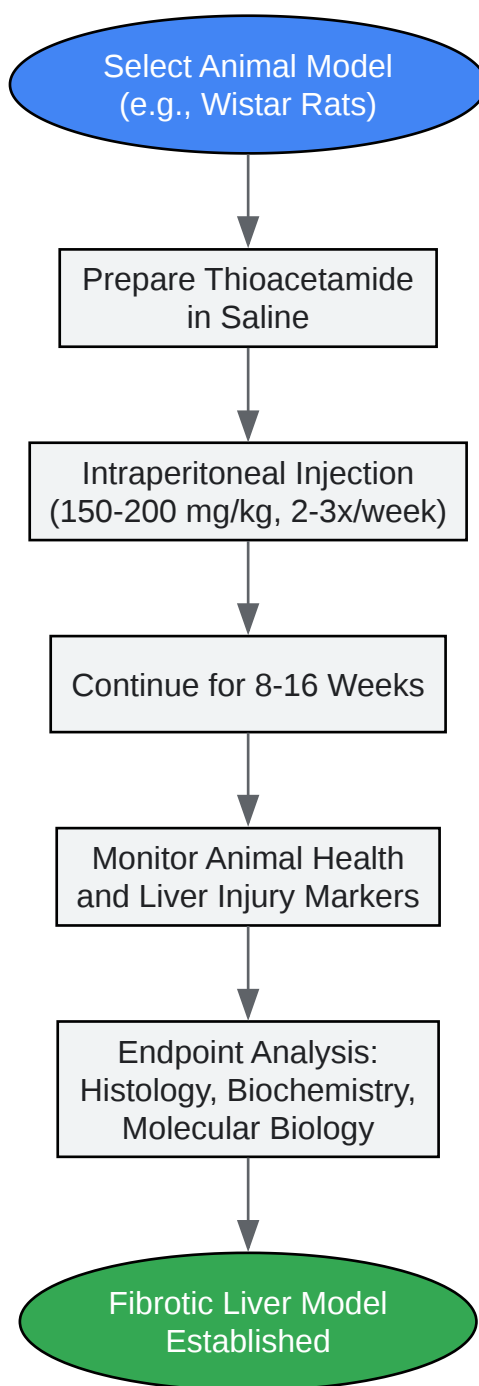 Select Animal Model
(e.g., Wistar Rats)
Prepare Thioacetamide
in Saline
Intraperitoneal Injection
(150-200 mg/kg, 2-3x/week)
Continue for 8-16 Weeks
Monitor Animal Health
and Liver Injury Markers
Endpoint Analysis:
Histology, Biochemistry,
Molecular Biology
Fibrotic Liver Model
Established